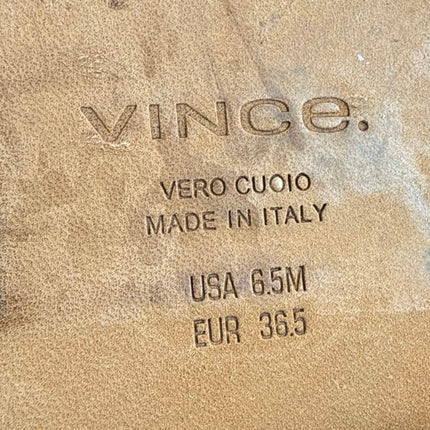 VINCE.
VERO CUOIO
MADE IN ITALY
USA 6.5M
EUR 36.5